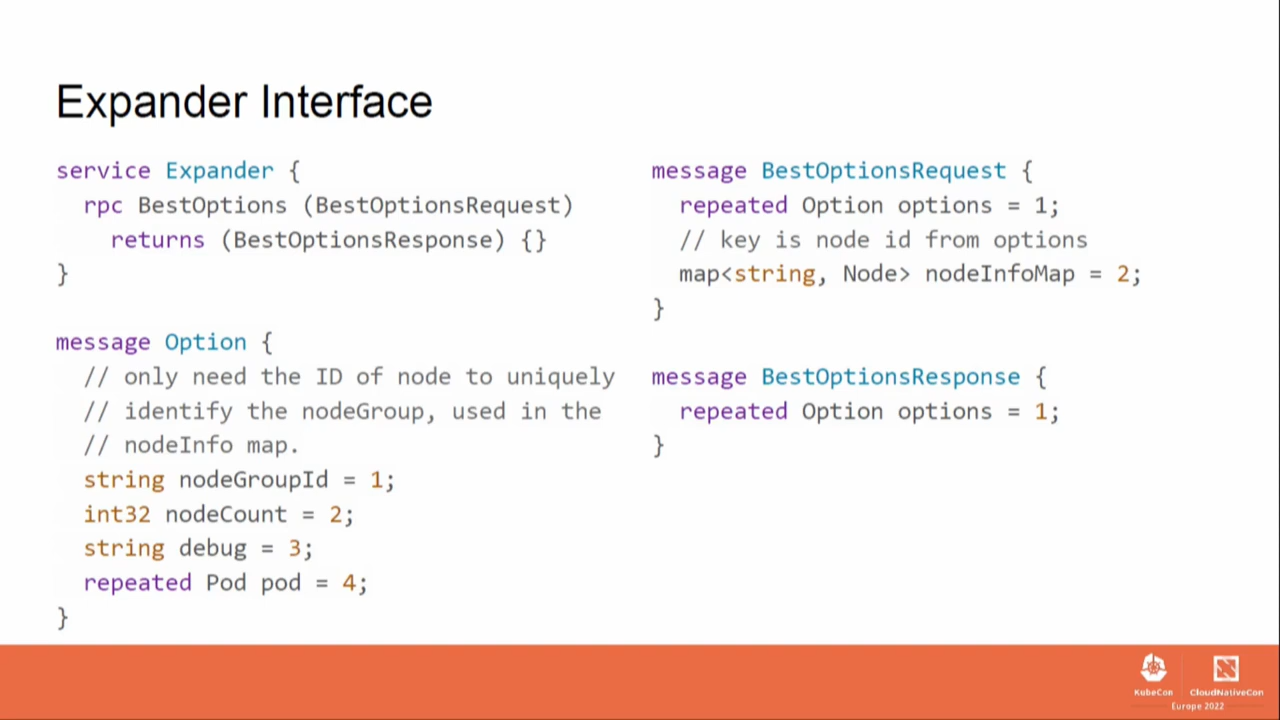 Expander Interface
service Expander {
rpc BestOptions (BestOptionsRequest)
returns (BestOptionsResponse) {}
}
message Option {
// only need the ID of node to uniquely
// identify the nodeGroup, used in the
// nodeInfo map.
string nodeGroupId = 1;
int32 nodeCount = 2;
string debug = 3;
repeated Pod pod = 4;
}
message BestOptionsRequest {
repeated Option options = 1;
// key is node id from options
map<string, Node> nodeInfoMap = 2;
}
message BestOptionsResponse {
repeated Option options = 1;
}
KubeCon
CloudNativeCon
Europe 2022